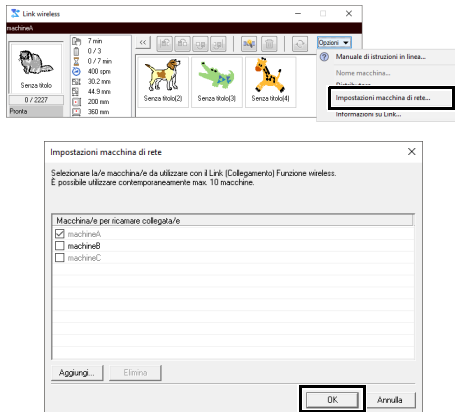 Link wireless
machineA
7 min
0 / 3
0 / 7 min
400 spm
30.2 mm
44.9 mm
200 mm
360 mm
Senza titolo
0 / 2227
Pronta
<<
Senza titolo(2)
Senza titolo(3)
Senza titolo(4)
Opzioni
Manuale di istruzioni in linea...
Nome macchina...
Impostazioni macchina di rete...
Informazioni su Link...
Impostazioni macchina di rete
Selezionare la/e macchina/e da utilizzare con il Link (Collegamento) Funzione wireless.
È possibile utilizzare contemporaneamente max. 10 macchine.
Macchina/e per ricamare collegata/e
machineA
machineB
machineC
Aggiungi...
Elimina
OK
Annulla